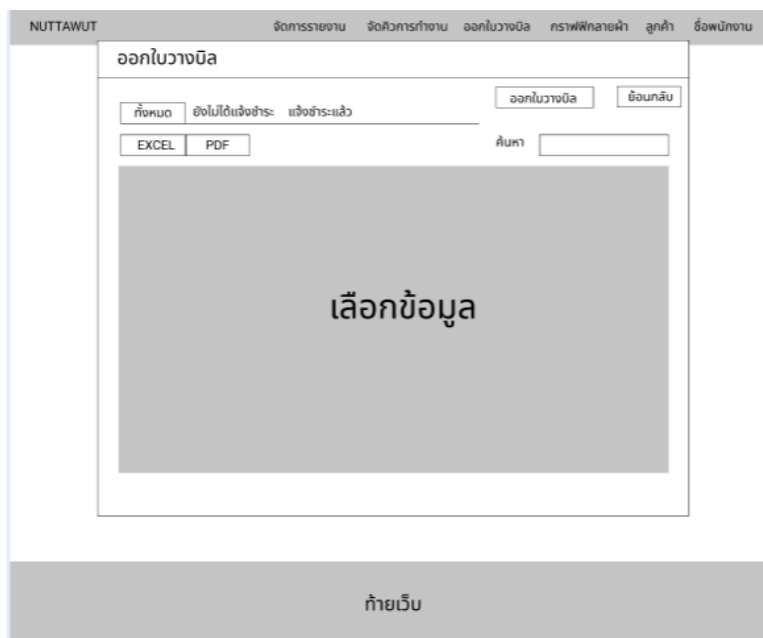 NUTTAWUT จัดการรายงาน จัดคิวการทำงาน ออกใบวางบิล กราฟฟิกลายผ้า ลูกค้า ชื่อพนักงาน
ออกใบวางบิล
ออกใบวางบิล ย้อนกลับ
ทั้งหมด ยังไม่ได้แจ้งชำระ แจ้งชำระแล้ว
EXCEL PDF ค้นหา
เลือกข้อมูล
ท้ายเว็บ